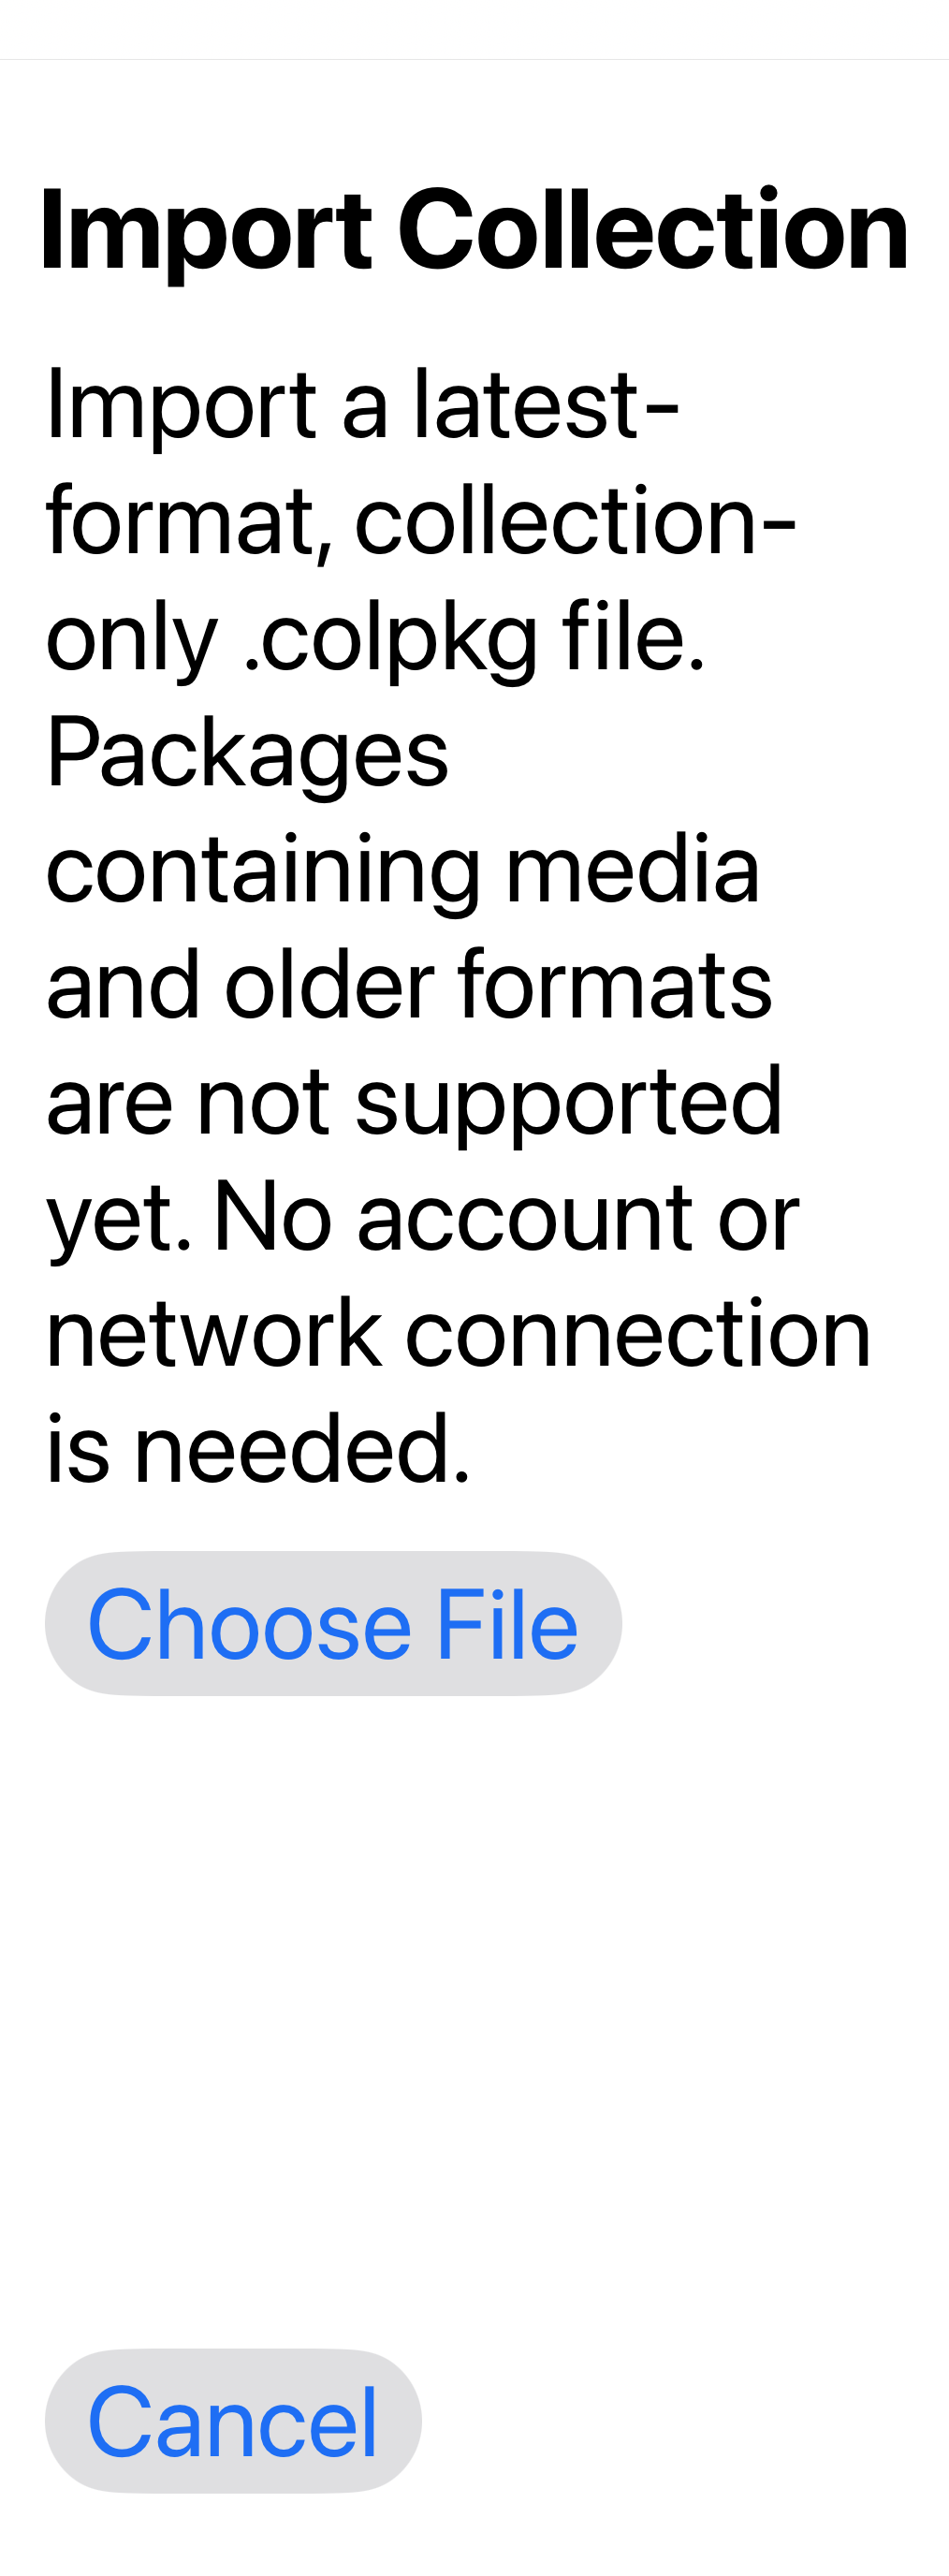 Import Collection
Import a latest-
format, collection-
only .colpkg file.
Packages
containing media
and older formats
are not supported
yet. No account or
network connection
is needed.
Choose File
Cancel